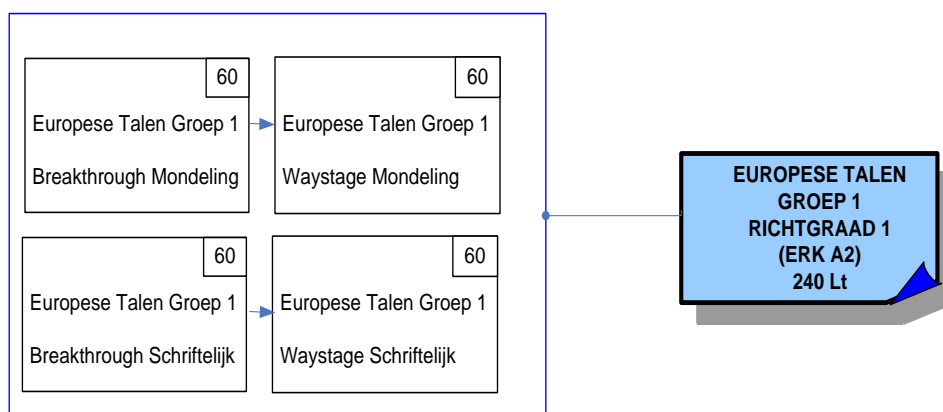 60
Europese Talen Groep 1
Breakthrough Mondeling
60
Europese Talen Groep 1
Waystage Mondeling
60
Europese Talen Groep 1
Breakthrough Schriftelijk
60
Europese Talen Groep 1
Waystage Schriftelijk
EUROPESE TALEN
GROEP 1
RICHTGRAAD 1
(ERK A2)
240 Lt